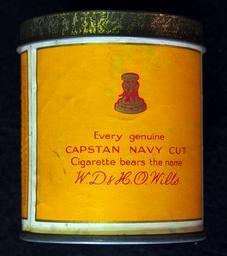 Every genuine
CAPSTAN NAVY CUT
Cigarette bears the name
W.D & H.O. Wills